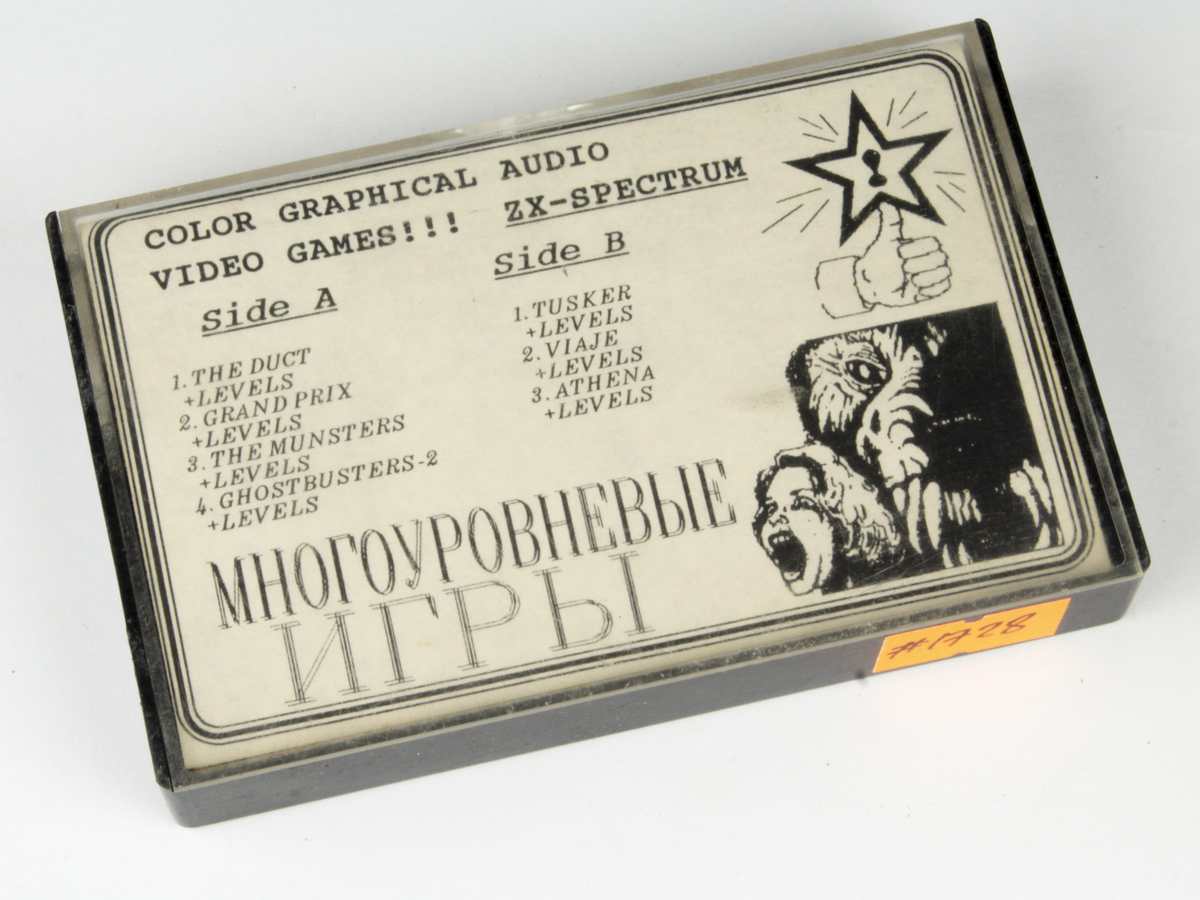 COLOR GRAPHICAL AUDIO
VIDEO GAMES!!! ZX-SPECTRUM
Side A
1. THE DUCT
+LEVELS
2. GRAND PRIX
+LEVELS
3. THE MUNSTERS
+LEVELS
4. GHOSTBUSTERS-2
+LEVELS
Side B
1. TUSKER
+LEVELS
2. VIAJE
+LEVELS
3. ATHENA
+LEVELS
МНОГОУРОВНЕВЫЕ
ИГРЫ
!
#1728